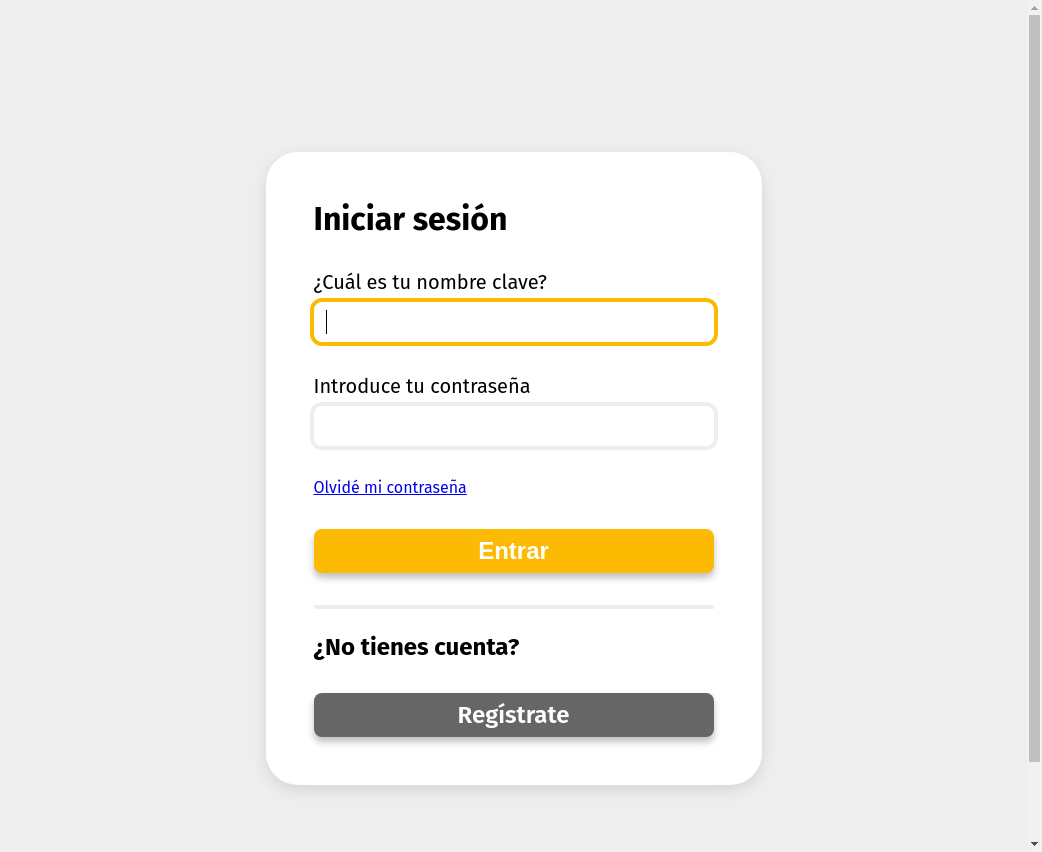 Iniciar sesión
¿Cuál es tu nombre clave?
Introduce tu contraseña
Olvidé mi contraseña
Entrar
¿No tienes cuenta?
Regístrate